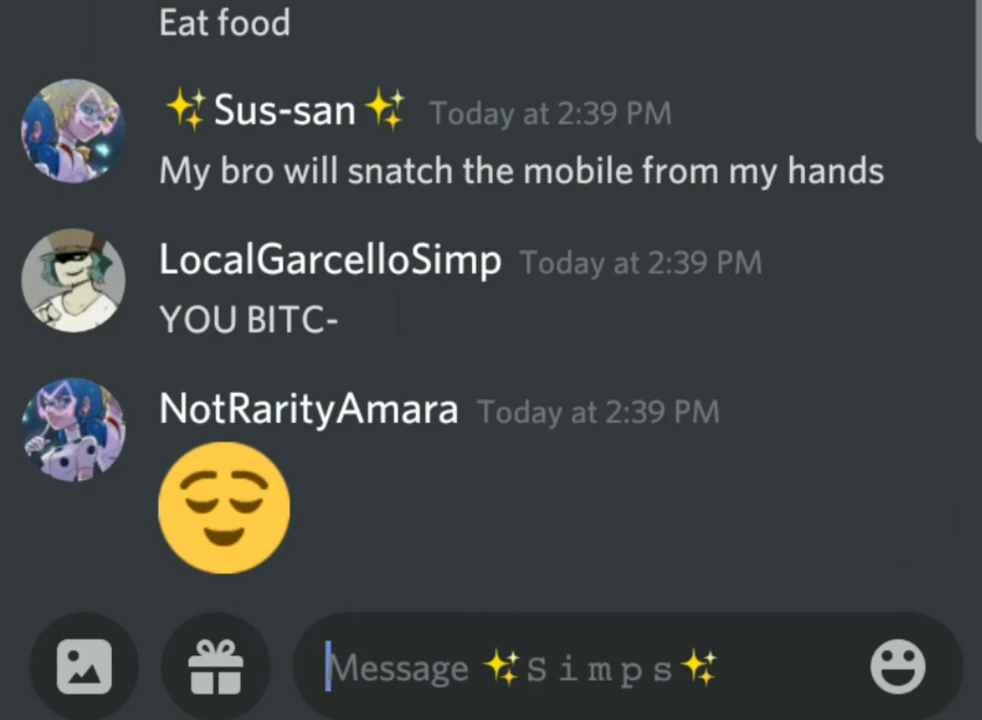 Eat food
✨Sus-san✨ Today at 2:39 PM
My bro will snatch the mobile from my hands
LocalGarcelloSimp Today at 2:39 PM
YOU BITC-
NotRarityAmara Today at 2:39 PM
😌
Message ✨Simps✨